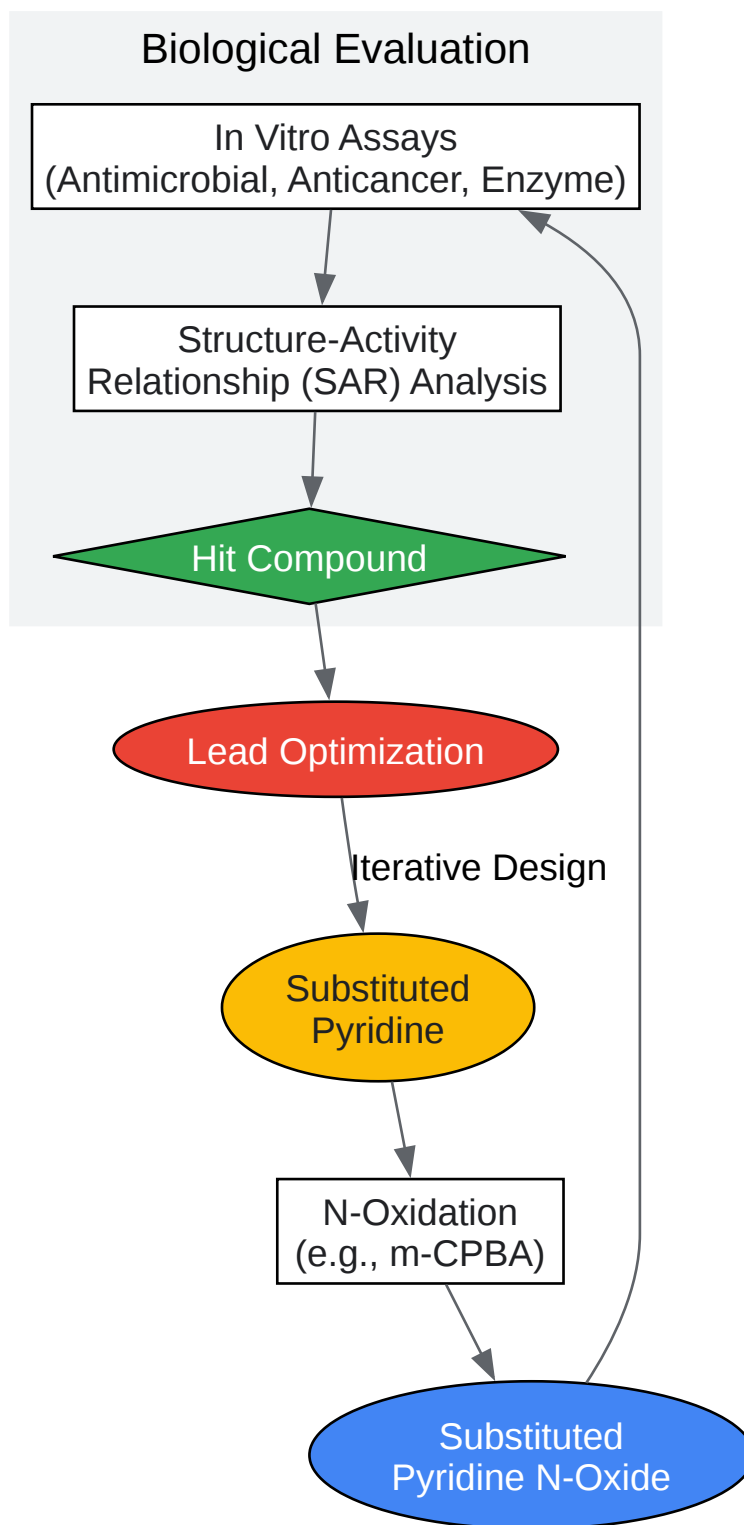 Biological Evaluation
In Vitro Assays
(Antimicrobial, Anticancer, Enzyme)
Structure-Activity
Relationship (SAR) Analysis
Hit Compound
Lead Optimization
Iterative Design
Substituted
Pyridine
N-Oxidation
(e.g., m-CPBA)
Substituted
Pyridine N-Oxide